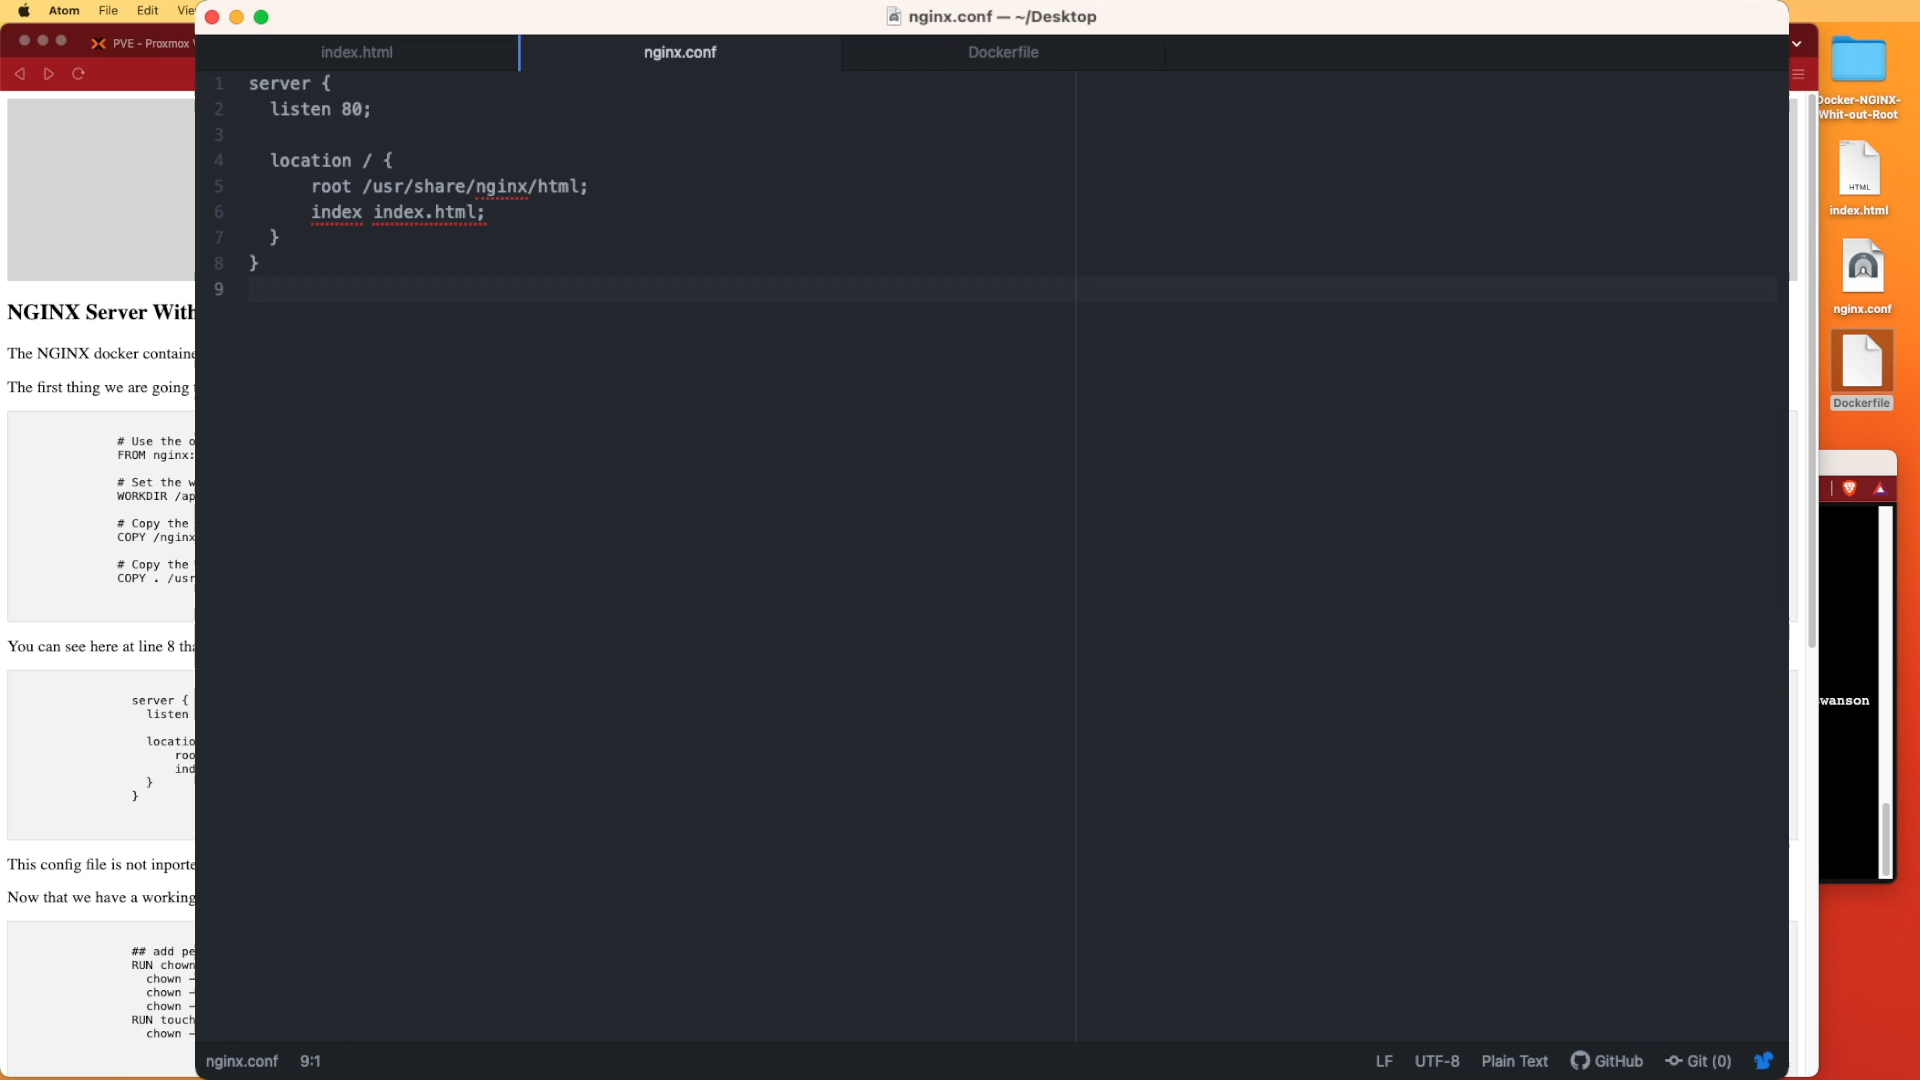 Atom File Edit Vie
nginx.conf — ~/Desktop
PVE - Proxmox V
index.html
nginx.conf
Dockerfile
1 server {
2 listen 80;
3
4 location / {
5 root /usr/share/nginx/html;
6 index index.html;
7 }
8 }
9
NGINX Server With
The NGINX docker containe
The first thing we are going
# Use the o
FROM nginx:
# Set the w
WORKDIR /ap
# Copy the
COPY /nginx
# Copy the
COPY . /usr
You can see here at line 8 tha
server {
listen
locatio
roo
ind
}
}
This config file is not inporte
Now that we have a working
## add pe
RUN chown
chown -
chown -
chown -
RUN touch
chown -
Docker-NGINX-
Whit-out-Root
HTML
index.html
nginx.conf
Dockerfile
wanson
nginx.conf 9:1
LF UTF-8 Plain Text GitHub Git (0)